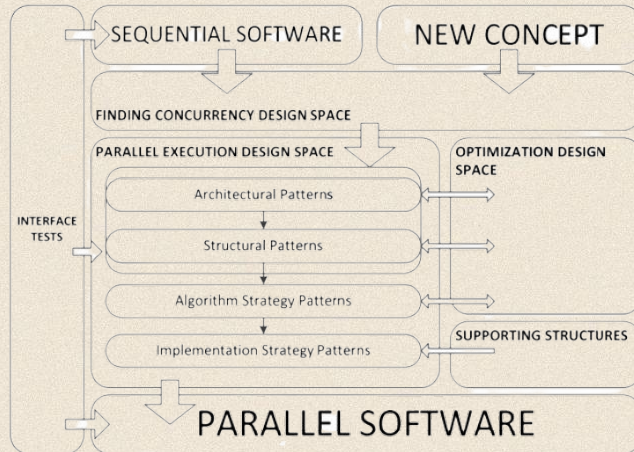 SEQUENTIAL SOFTWARE
NEW CONCEPT
FINDING CONCURRENCY DESIGN SPACE
PARALLEL EXECUTION DESIGN SPACE
OPTIMIZATION DESIGN
SPACE
Architectural Patterns
INTERFACE
TESTS
Structural Patterns
Algorithm Strategy Patterns
SUPPORTING STRUCTURES
Implementation Strategy Patterns
PARALLEL SOFTWARE